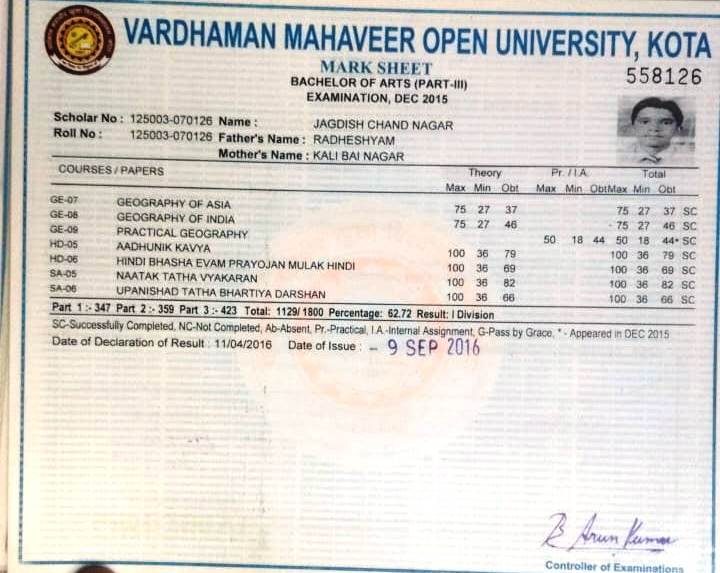 VARDHAMAN MAHAVEER OPEN UNIVERSITY, KOTA
MARK SHEET
558126
BACHELOR OF ARTS (PART-III)
EXAMINATION, DEC 2015
Scholar No : 125003-070126 Name : JAGDISH CHAND NAGAR
Roll No : 125003-070126 Father's Name : RADHESHYAM
Mother's Name : KALI BAI NAGAR
COURSES / PAPERS Theory Pr. / I.A. Total
Max Min Obt Max Min Obt Max Min Obt
GE-07 GEOGRAPHY OF ASIA 75 27 37 75 27 37 SC
GE-08 GEOGRAPHY OF INDIA 75 27 46 75 27 46 SC
GE-09 PRACTICAL GEOGRAPHY 50 18 44 50 18 44* SC
HD-05 AADHUNIK KAVYA 100 36 79 100 36 79 SC
HD-06 HINDI BHASHA EVAM PRAYOJAN MULAK HINDI 100 36 69 100 36 69 SC
SA-05 NAATAK TATHA VYAKARAN 100 36 82 100 36 82 SC
SA-06 UPANISHAD TATHA BHARTIYA DARSHAN 100 36 66 100 36 66 SC
Part 1 :- 347 Part 2 :- 359 Part 3 :- 423 Total: 1129/ 1800 Percentage: 62.72 Result: I Division
SC-Successfully Completed, NC-Not Completed, Ab-Absent, Pr.-Practical, I.A.-Internal Assignment, G-Pass by Grace, * - Appeared in DEC 2015
Date of Declaration of Result : 11/04/2016 Date of Issue : - 9 SEP 2016
B Arun Kumar
Controller of Examinations